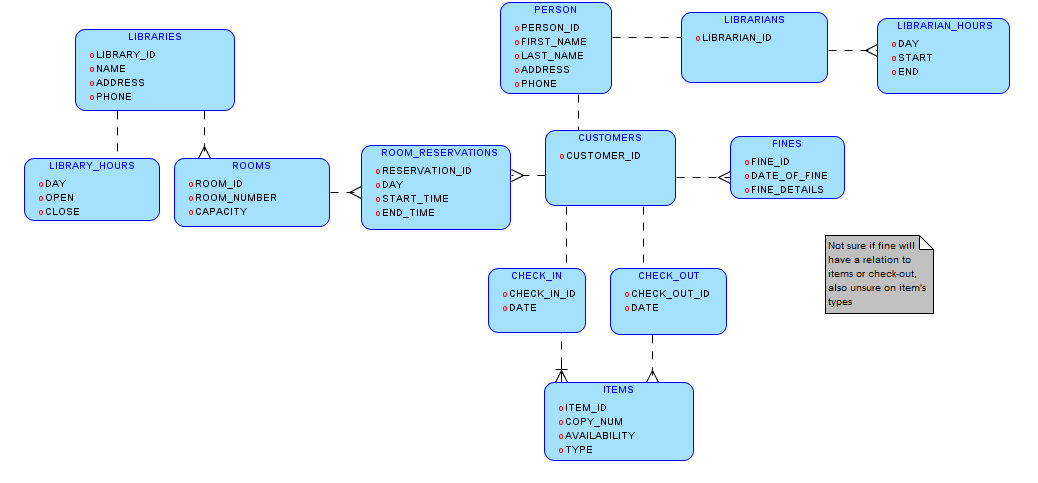 LIBRARIES
LIBRARY_ID
NAME
ADDRESS
PHONE
PERSON
PERSON_ID
FIRST_NAME
LAST_NAME
ADDRESS
PHONE
LIBRARIANS
LIBRARIAN_ID
LIBRARIAN_HOURS
DAY
START
END
LIBRARY_HOURS
DAY
OPEN
CLOSE
ROOMS
ROOM_ID
ROOM_NUMBER
CAPACITY
ROOM_RESERVATIONS
RESERVATION_ID
DAY
START_TIME
END_TIME
CUSTOMERS
CUSTOMER_ID
FINES
FINE_ID
DATE_OF_FINE
FINE_DETAILS
Not sure if fine will
have a relation to
items or check-out,
also unsure on item's
types
CHECK_IN
CHECK_IN_ID
DATE
CHECK_OUT
CHECK_OUT_ID
DATE
ITEMS
ITEM_ID
COPY_NUM
AVAILABILITY
TYPE